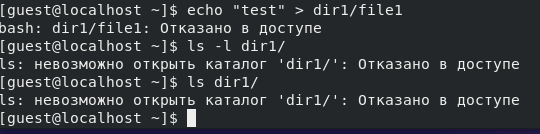 [guest@localhost ~]$ echo "test" > dir1/file1
bash: dir1/file1: Отказано в доступе
[guest@localhost ~]$ ls -l dir1/
ls: невозможно открыть каталог 'dir1/': Отказано в доступе
[guest@localhost ~]$ ls dir1/
ls: невозможно открыть каталог 'dir1/': Отказано в доступе
[guest@localhost ~]$